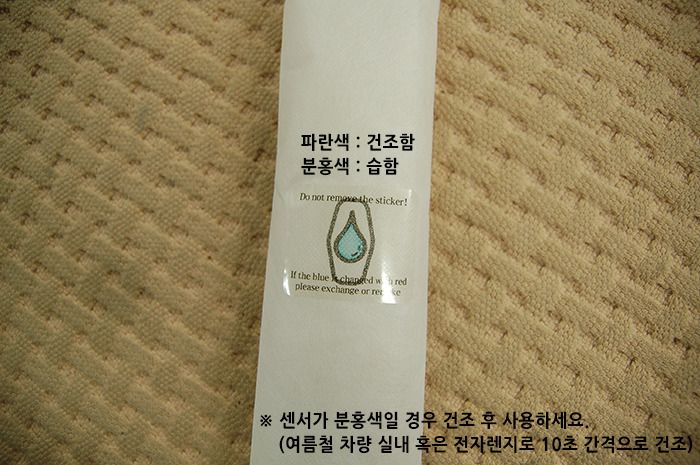 파란색 : 건조함
분홍색 : 습함
Do not remove the sticker!
If the blue is changed with red
please exchange or remake
※ 센서가 분홍색일 경우 건조 후 사용하세요.
(여름철 차량 실내 혹은 전자렌지로 10초 간격으로 건조)